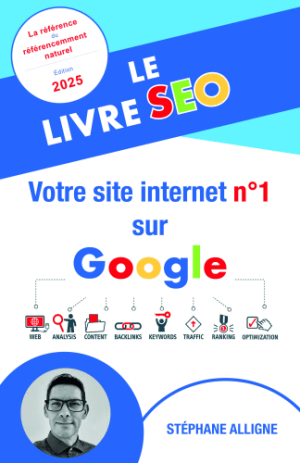 La référence
du
référencemment
naturel
Édition
2025
LE
LIVRE SEO
Votre site internet n°1
sur
Google
WEB ANALYSIS CONTENT BACKLINKS KEYWORDS TRAFFIC RANKING OPTIMIZATION
STÉPHANE ALLIGNE